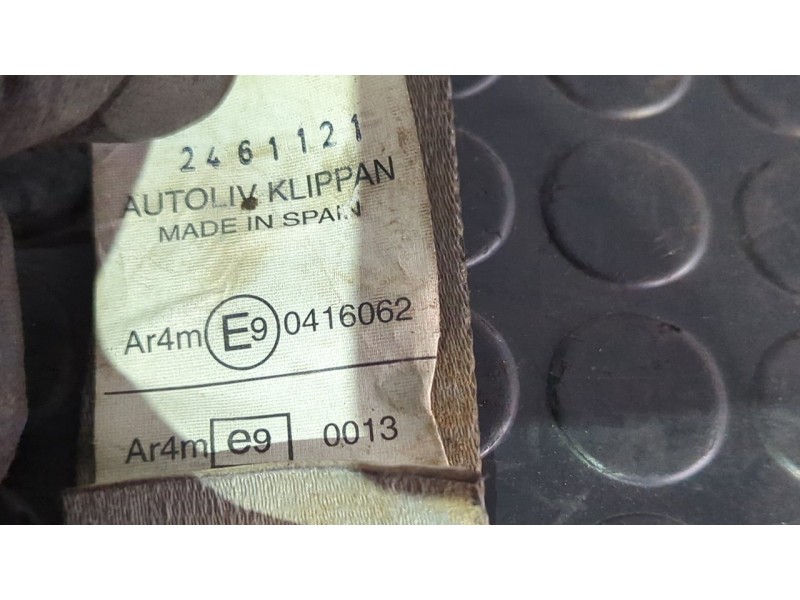 2461121
AUTOLIV KLIPPAN
MADE IN SPAIN
Ar4m E9 0416062
Ar4m e9 0013